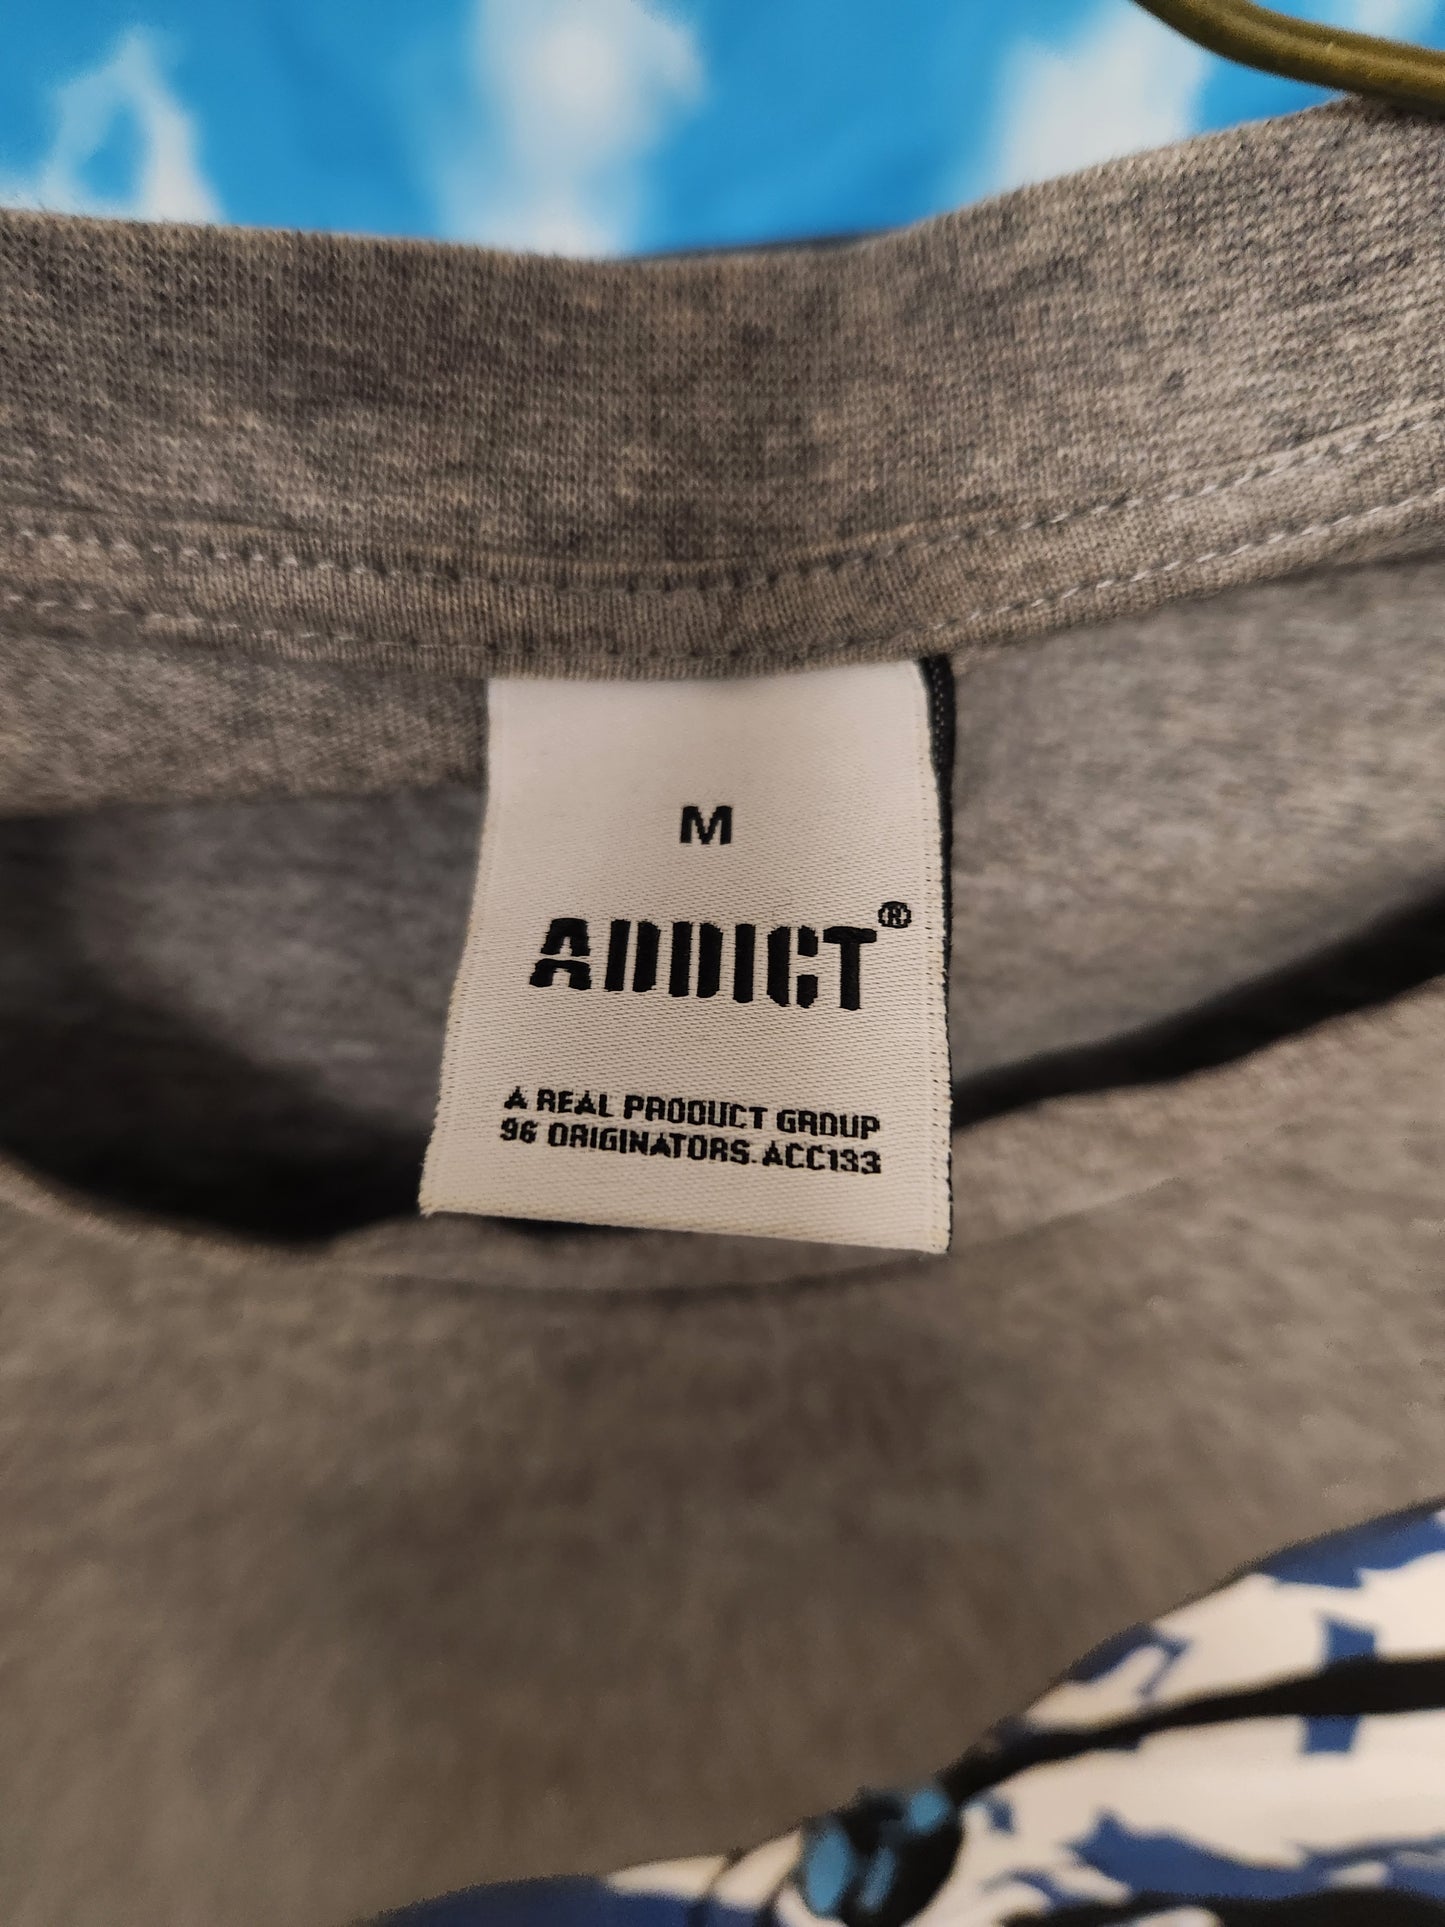 M
ADDICT®
A REAL PRODUCT GROUP
96 ORIGINATORS. ACC133